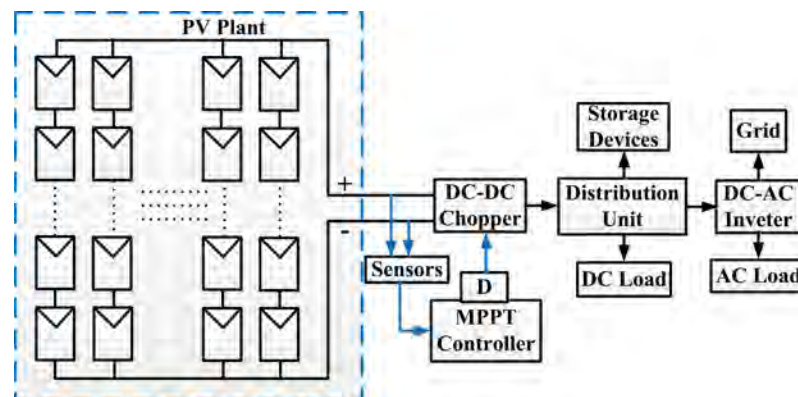 PV Plant
+
-
Sensors
DC-DC
Chopper
D
MPPT
Controller
Storage
Devices
Distribution
Unit
DC Load
Grid
DC-AC
Inveter
AC Load